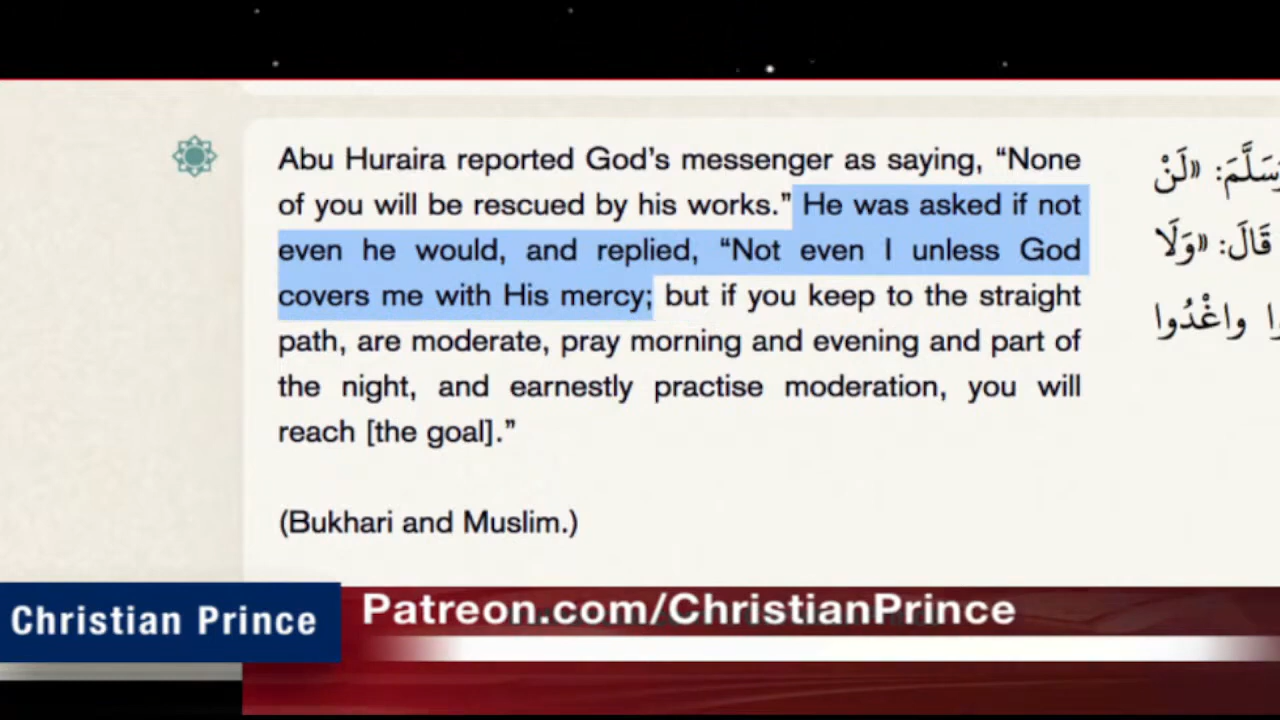 Abu Huraira reported God’s messenger as saying, “None
of you will be rescued by his works.” He was asked if not
even he would, and replied, “Not even I unless God
covers me with His mercy; but if you keep to the straight
path, are moderate, pray morning and evening and part of
the night, and earnestly practise moderation, you will
reach [the goal].”
(Bukhari and Muslim.)
وَسَلَّمَ: «لَنْ
قَالَ: «وَلَا
واغْدُوا
Christian Prince
Patreon.com/ChristianPrince